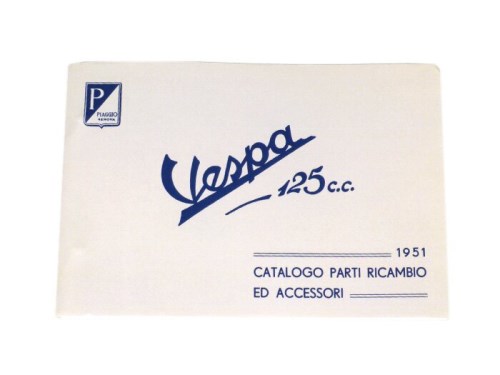 P
PIAGGIO
GENOVA
Vespa
125 c.c.
1951
CATALOGO PARTI RICAMBIO
ED ACCESSORI